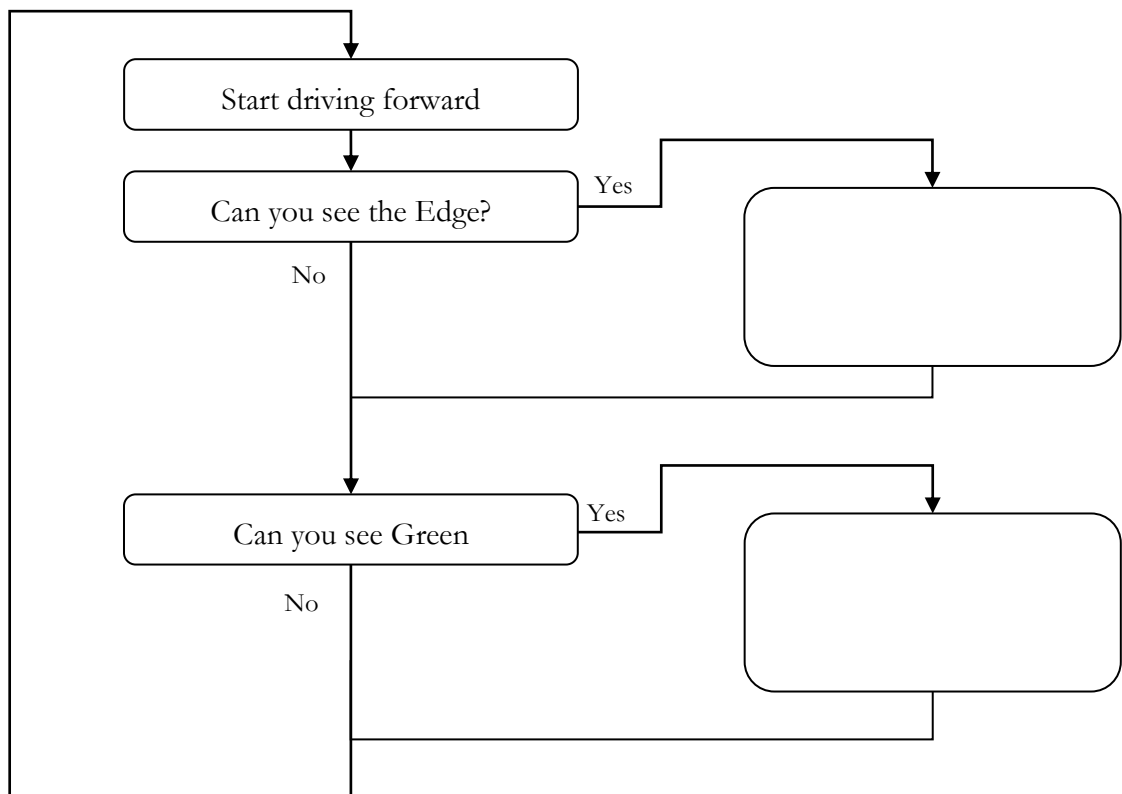 Start driving forward
Can you see the Edge?
Yes
No
Can you see Green
Yes
No